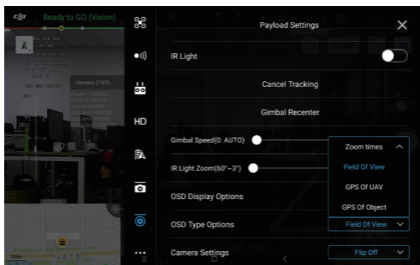 dji
Ready to GO (Vision)
Payload Settings
IR Light
Cancel Tracking
Gimbal Recenter
HD
Gimbal Speed(0: AUTO)
Zoom times
IR Light Zoom(60°~3°)
Field Of View
GPS Of UAV
OSD Display Options
GPS Of Object
OSD Type Options
Field Of View
Camera Settings
Flip Off